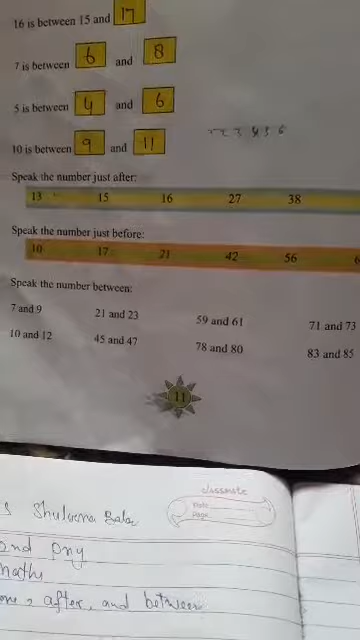 16 is between 15 and 17
7 is between 6 and 8
5 is between 4 and 6
10 is between 9 and 11
Speak the number just after:
13 15 16 27 38
Speak the number just before:
10 17 21 42 56 6
Speak the number between:
7 and 9 21 and 23 59 and 61 71 and 73
10 and 12 45 and 47 78 and 80 83 and 85
11
classmate
Date
Page
s
ond
maths
after, and between